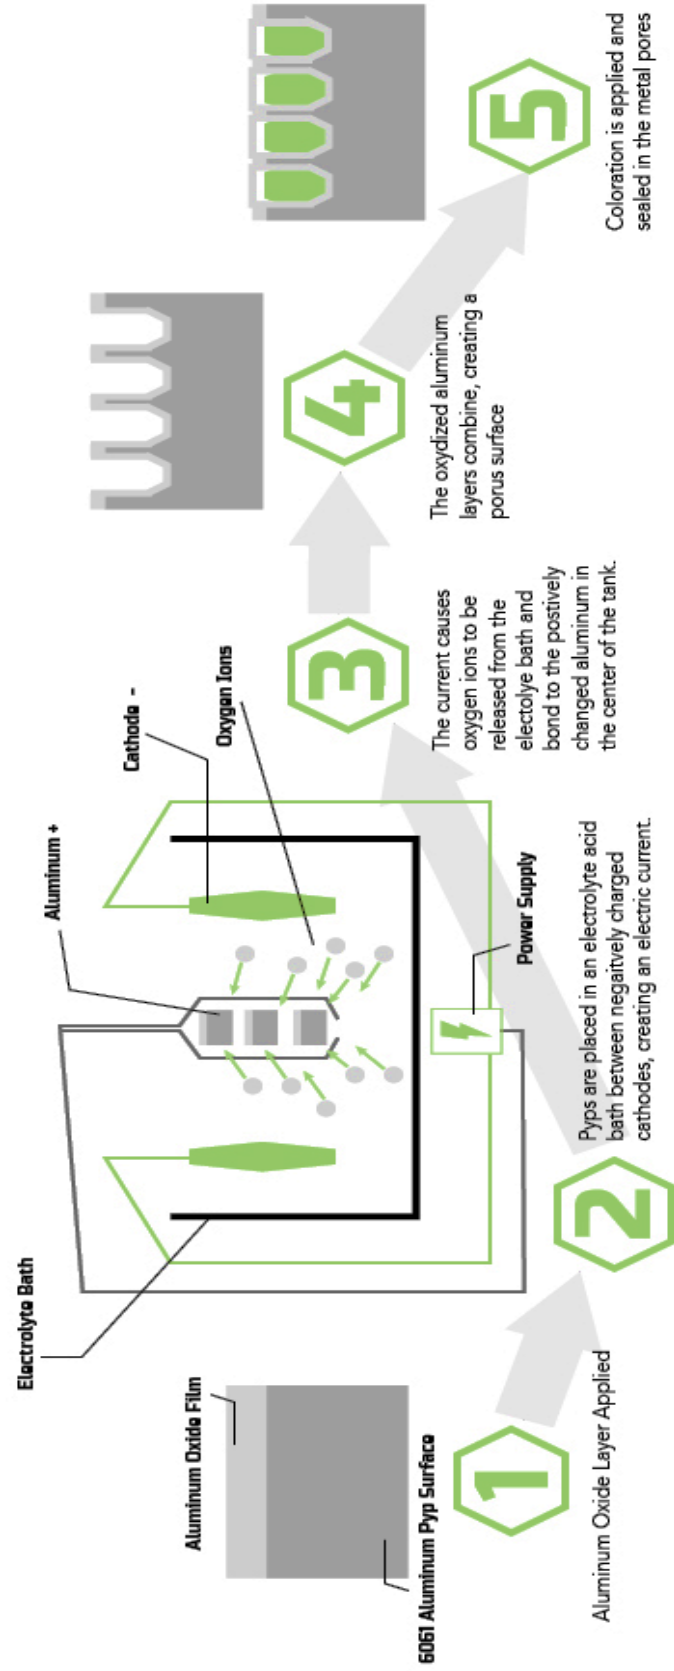 Aluminum Oxide Film
6061 Aluminum Pyp Surface
1
Aluminum Oxide Layer Applied
Electrolyte Bath
Aluminum +
Cathode -
Oxygen Ions
Power Supply
2
Pyps are placed in an electrolyte acid
bath between negaitvely charged
cathodes, creating an electric current.
3
The current causes
oxygen ions to be
released from the
electolye bath and
bond to the postively
changed aluminum in
the center of the tank.
4
The oxydized aluminum
layers combine, creating a
porus surface
5
Coloration is applied and
sealed in the metal pores